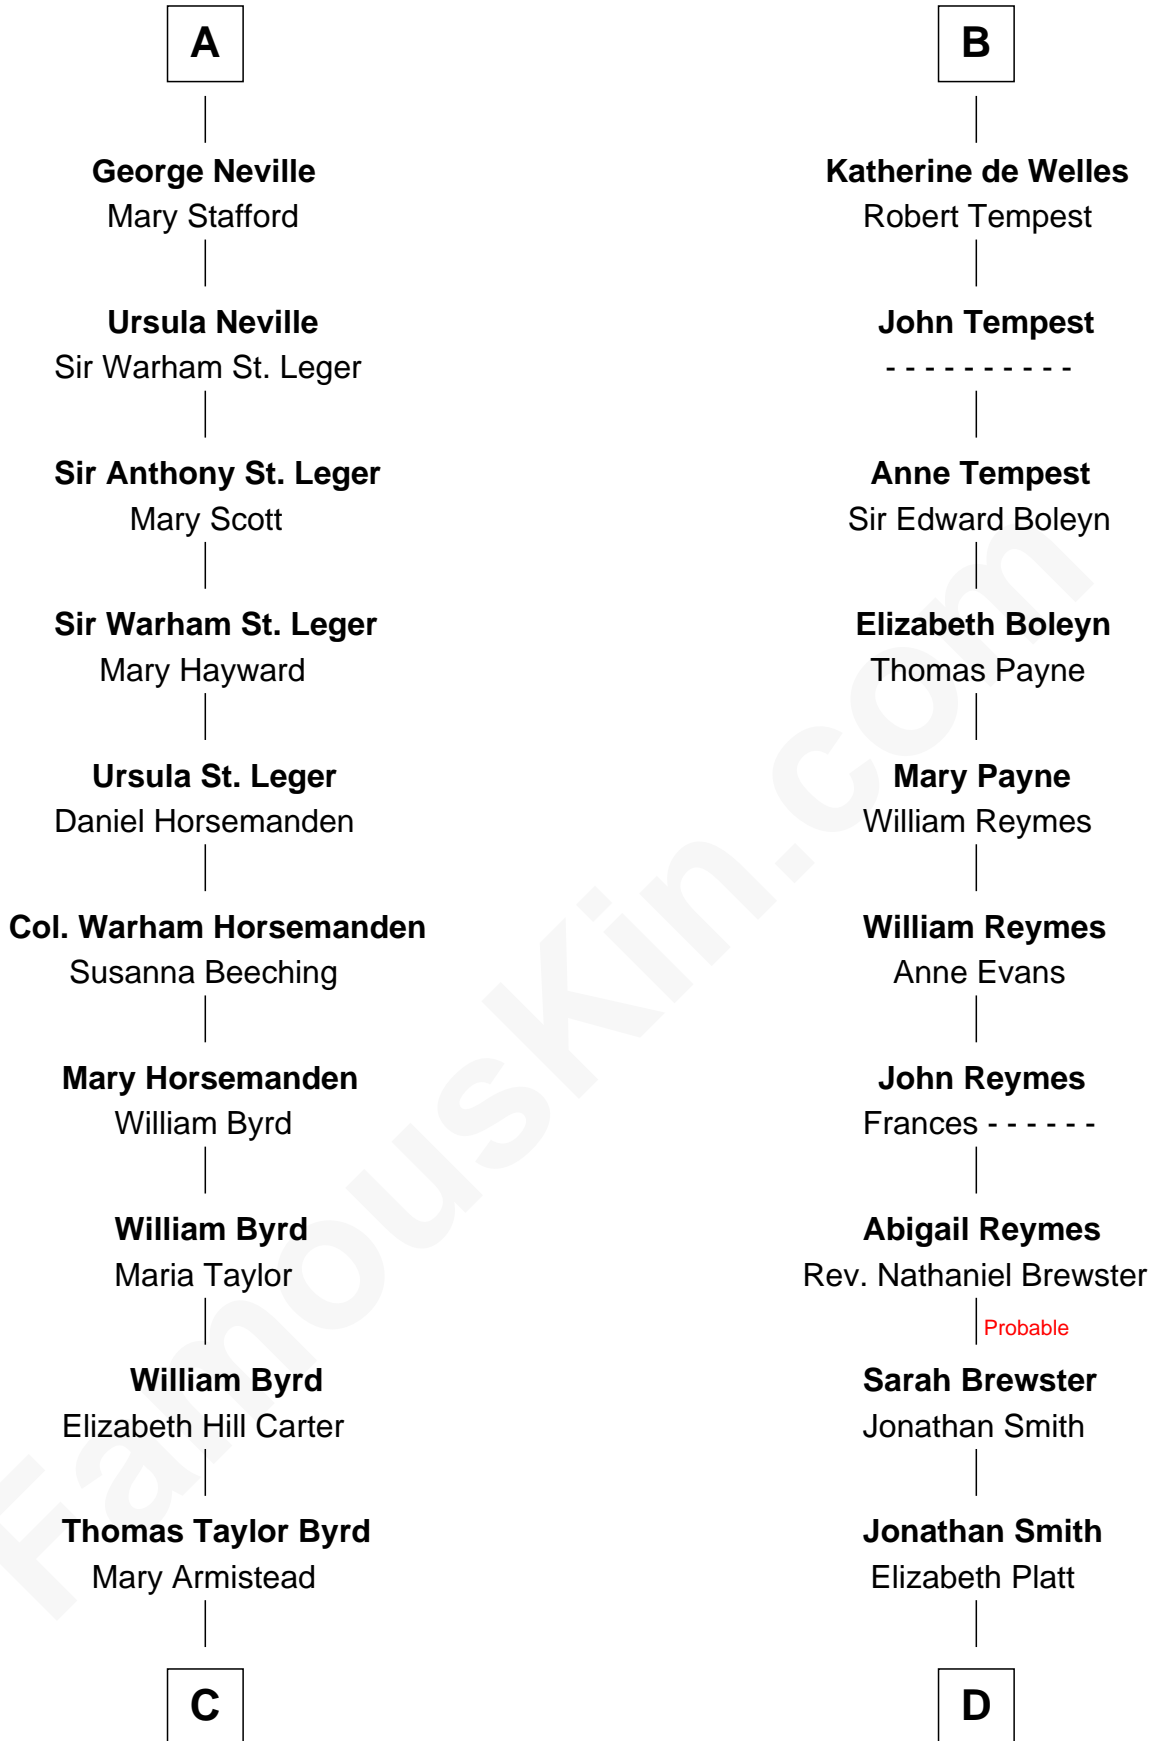 A
George Neville
Mary Stafford
Ursula Neville
Sir Warham St. Leger
Sir Anthony St. Leger
Mary Scott
Sir Warham St. Leger
Mary Hayward
Ursula St. Leger
Daniel Horsemanden
Col. Warham Horsemanden
Susanna Beeching
Mary Horsemanden
William Byrd
William Byrd
Maria Taylor
William Byrd
Elizabeth Hill Carter
Thomas Taylor Byrd
Mary Armistead
C
B
Katherine de Welles
Robert Tempest
John Tempest
- - - - - - - - - -
Anne Tempest
Sir Edward Boleyn
Elizabeth Boleyn
Thomas Payne
Mary Payne
William Reymes
William Reymes
Anne Evans
John Reymes
Frances - - - - - -
Abigail Reymes
Rev. Nathaniel Brewster
Probable
Sarah Brewster
Jonathan Smith
Jonathan Smith
Elizabeth Platt
D
FamousKin.com